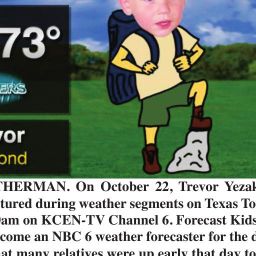 73°
ERS
vor
ond
THERMAN. On October 22, Trevor Yezak
tured during weather segments on Texas To
0am on KCEN-TV Channel 6. Forecast Kids
come an NBC 6 weather forecaster for the d
at many relatives were up early that day to